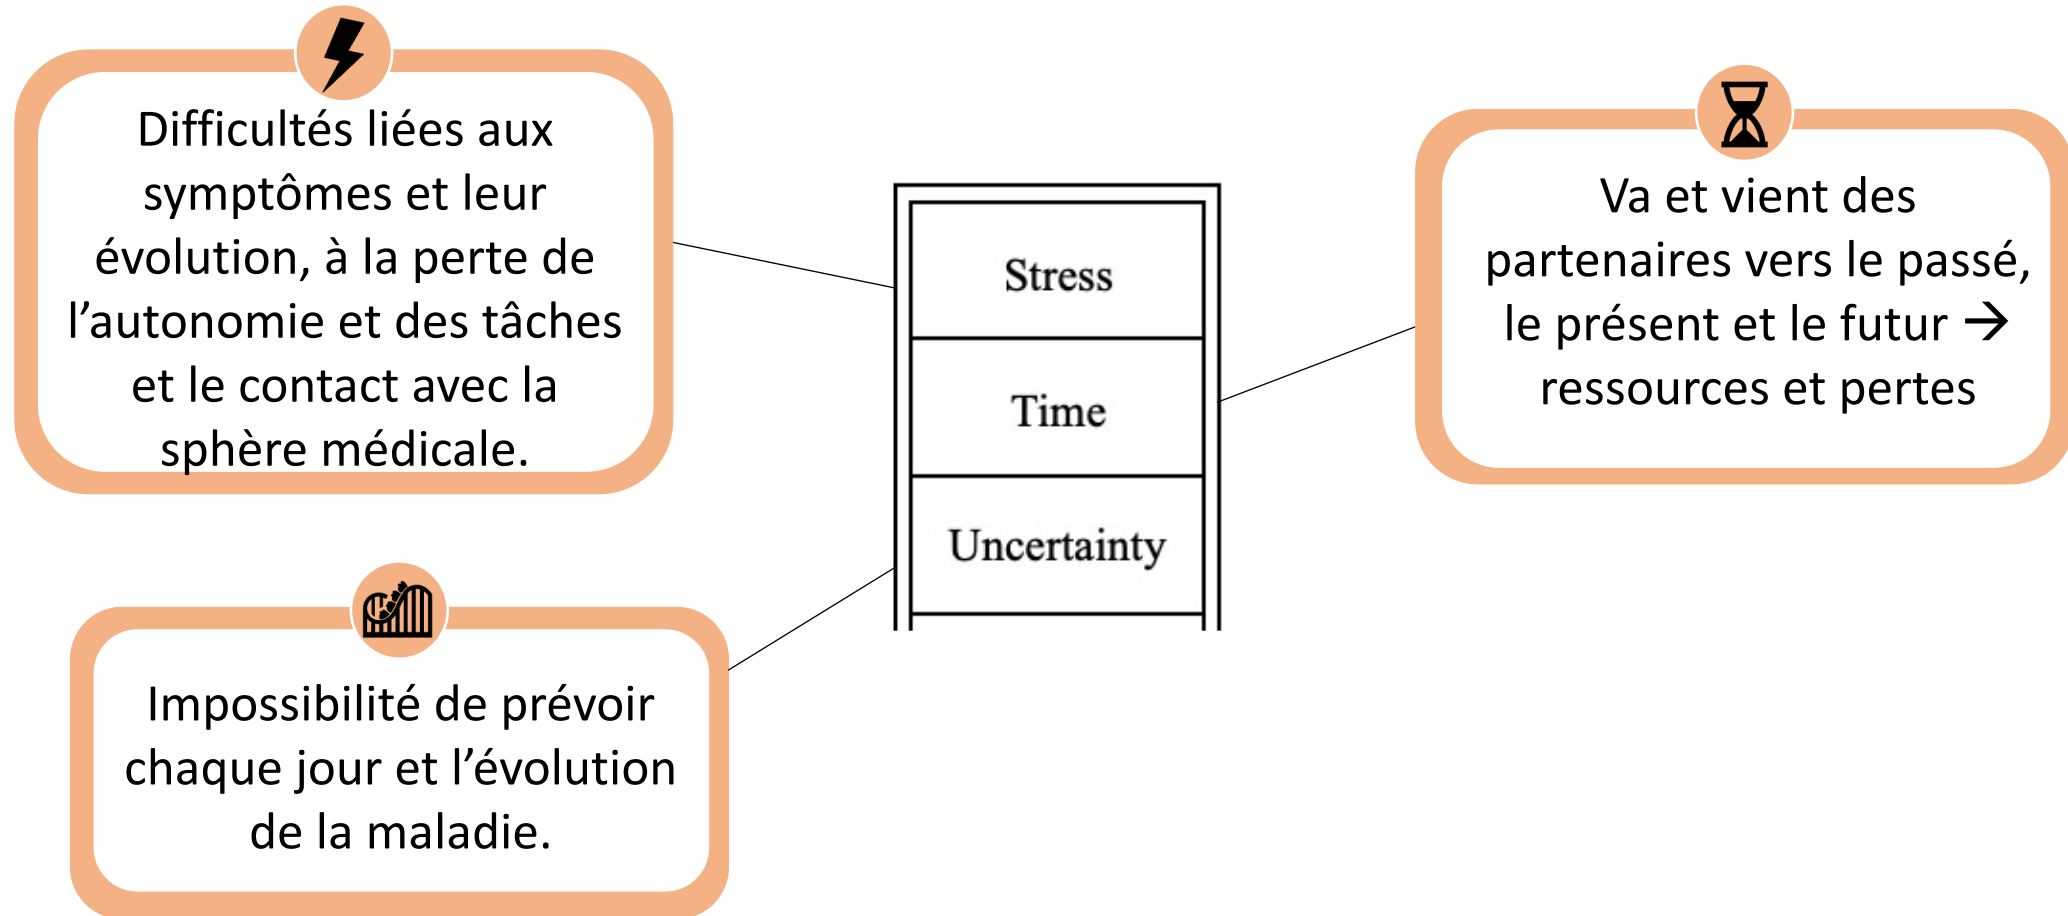 Difficultés liées aux
symptômes et leur
évolution, à la perte de
l’autonomie et des tâches
et le contact avec la
sphère médicale.
Stress
Time
Uncertainty
Va et vient des
partenaires vers le passé,
le présent et le futur →
ressources et pertes
Impossibilité de prévoir
chaque jour et l’évolution
de la maladie.